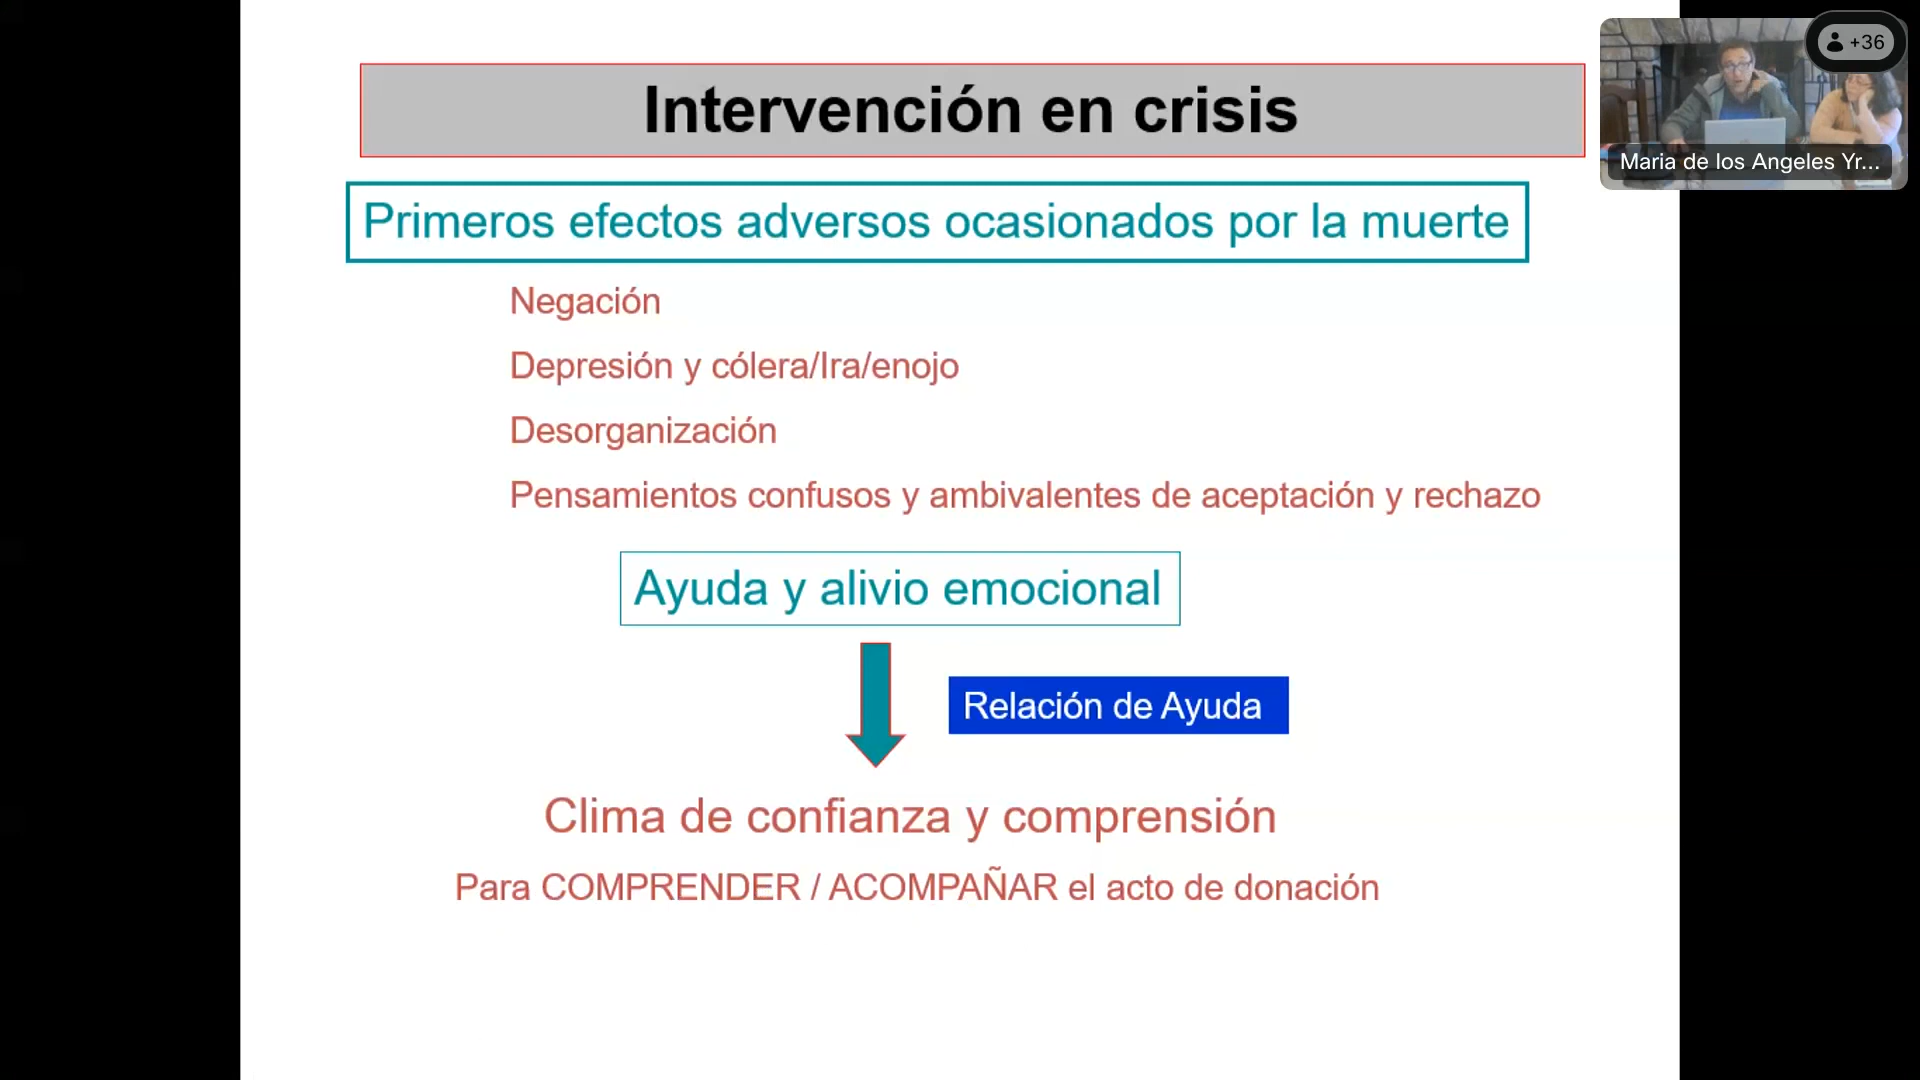 +36
Intervención en crisis
Maria de los Angeles Yr...
Primeros efectos adversos ocasionados por la muerte
Negación
Depresión y cólera/Ira/enojo
Desorganización
Pensamientos confusos y ambivalentes de aceptación y rechazo
Ayuda y alivio emocional
Relación de Ayuda
Clima de confianza y comprensión
Para COMPRENDER / ACOMPAÑAR el acto de donación